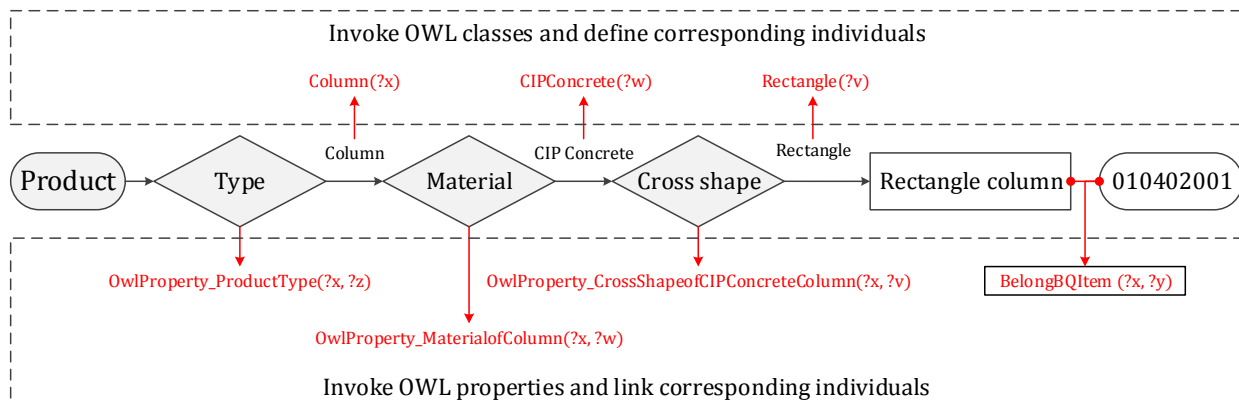 Invoke OWL classes and define corresponding individuals
Column(?x)
CIPConcrete(?w)
Rectangle(?v)
Product
Type
Column
Material
CIP Concrete
Cross shape
Rectangle
Rectangle column
010402001
OwlProperty_ProductType(?x, ?z)
OwlProperty_CrossShapeofCIPConcreteColumn(?x, ?v)
BelongBQItem (?x, ?y)
OwlProperty_MaterialofColumn(?x, ?w)
Invoke OWL properties and link corresponding individuals